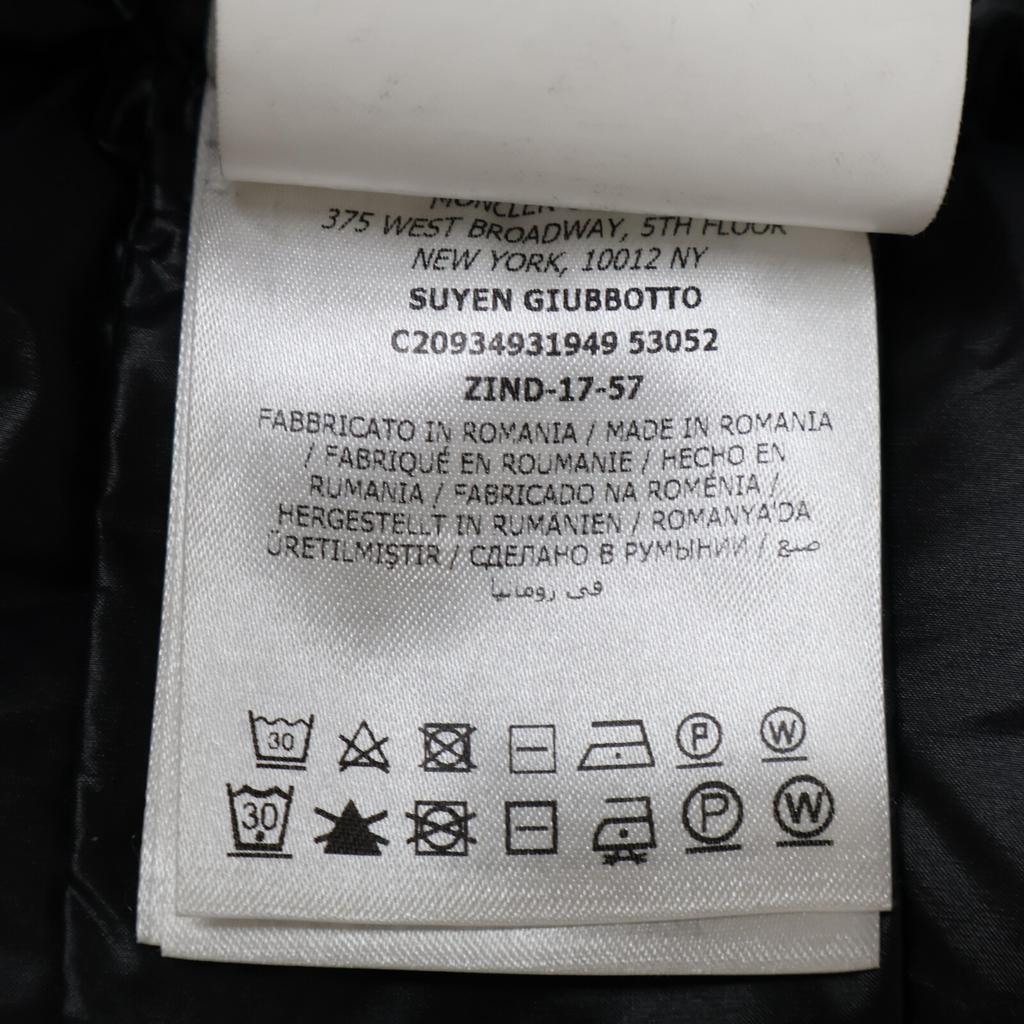 MONCLER
375 WEST BROADWAY, 5TH FLOOR
NEW YORK, 10012 NY
SUYEN GIUBBOTTO
C20934931949 53052
ZIND-17-57
FABBRICATO IN ROMANIA / MADE IN ROMANIA
/ FABRIQUÉ EN ROUMANIE / HECHO EN
RUMANIA / FABRICADO NA ROMÉNIA /
HERGESTELLT IN RUMÄNIEN / ROMANYA'DA
ÜRETILMIŞTIR / СДЕЛАНО В РУМЫНИИ / صنع
في رومانيا
30 P W
30 P W